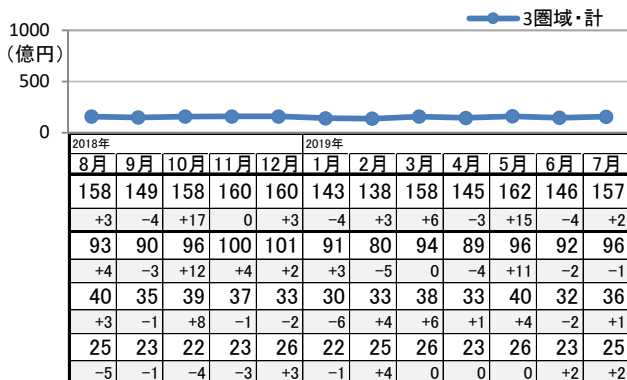 3圏域・計
1000
(億円)
500
0
2018年 2019年
8月 9月 10月 11月 12月 1月 2月 3月 4月 5月 6月 7月
158 149 158 160 160 143 138 158 145 162 146 157
+3 −4 +17 0 +3 −4 +3 +6 −3 +15 −4 +2
93 90 96 100 101 91 80 94 89 96 92 96
+4 −3 +12 +4 +2 +3 −5 0 −4 +11 −2 −1
40 35 39 37 33 30 33 38 33 40 32 36
+3 −1 +8 −1 −2 −6 +4 +6 +1 +4 −2 +1
25 23 22 23 26 22 25 26 23 26 23 25
−5 −1 −4 −3 +3 −1 +4 0 0 0 +2 +2